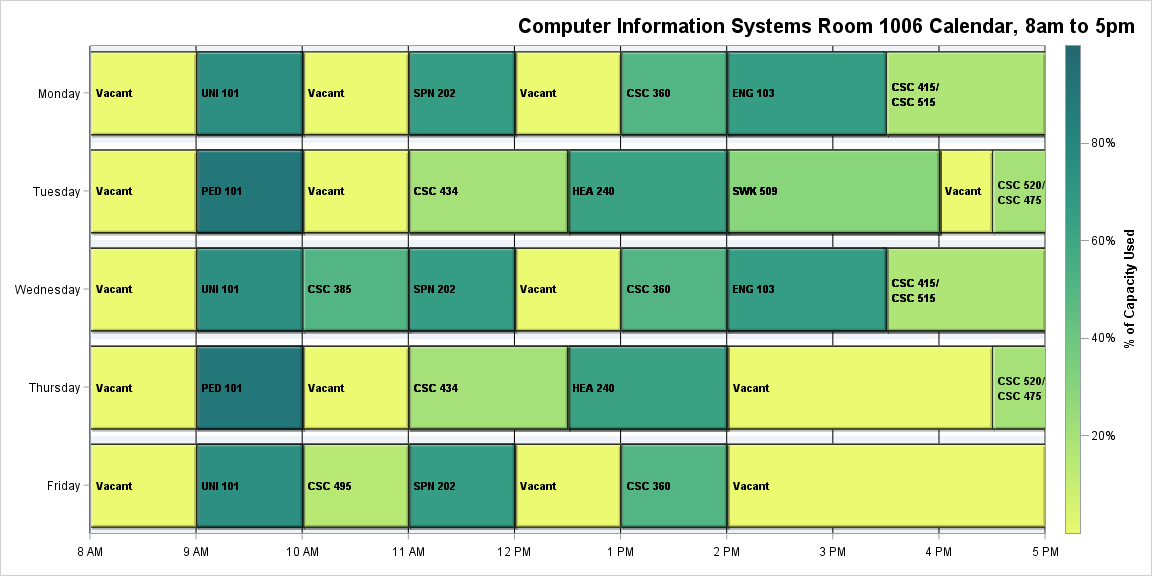 Computer Information Systems Room 1006 Calendar, 8am to 5pm
Monday
Vacant
UNI 101
Vacant
SPN 202
Vacant
CSC 360
ENG 103
CSC 415/
CSC 515
Tuesday
Vacant
PED 101
Vacant
CSC 434
HEA 240
SWK 509
Vacant
CSC 520/
CSC 475
Wednesday
Vacant
UNI 101
CSC 385
SPN 202
Vacant
CSC 360
ENG 103
CSC 415/
CSC 515
Thursday
Vacant
PED 101
Vacant
CSC 434
HEA 240
Vacant
CSC 520/
CSC 475
Friday
Vacant
UNI 101
CSC 495
SPN 202
Vacant
CSC 360
Vacant
8 AM
9 AM
10 AM
11 AM
12 PM
1 PM
2 PM
3 PM
4 PM
5 PM
80%
60%
40%
20%
% of Capacity Used